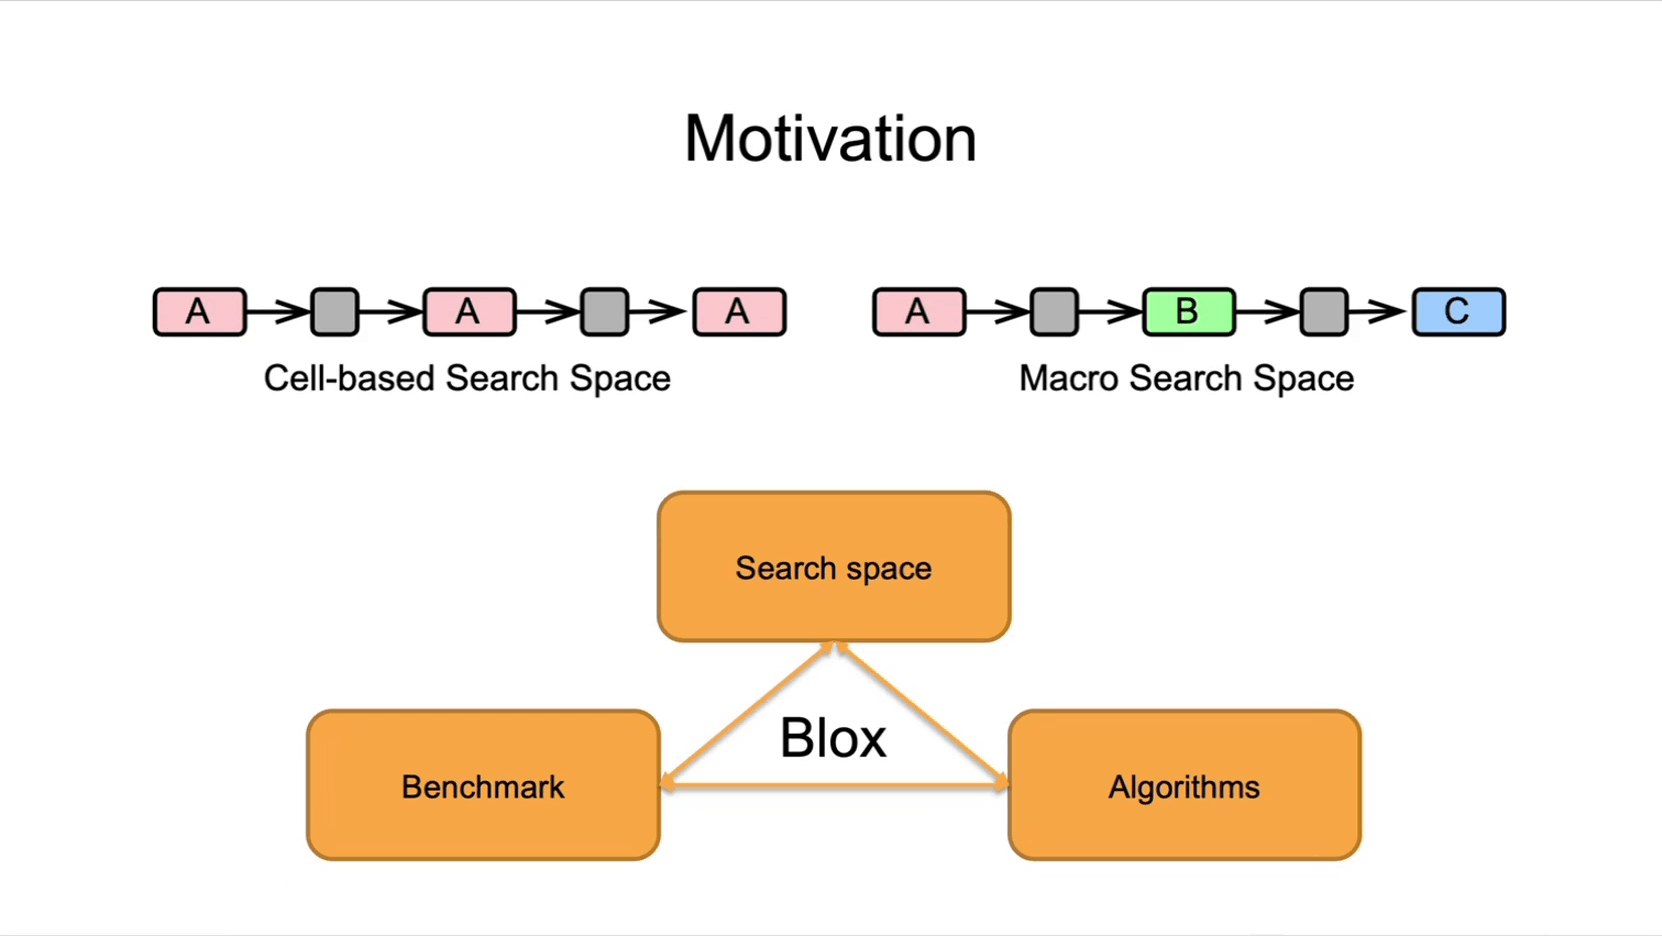 Motivation
A A A
A B C
Cell-based Search Space
Macro Search Space
Search space
Blox
Benchmark
Algorithms